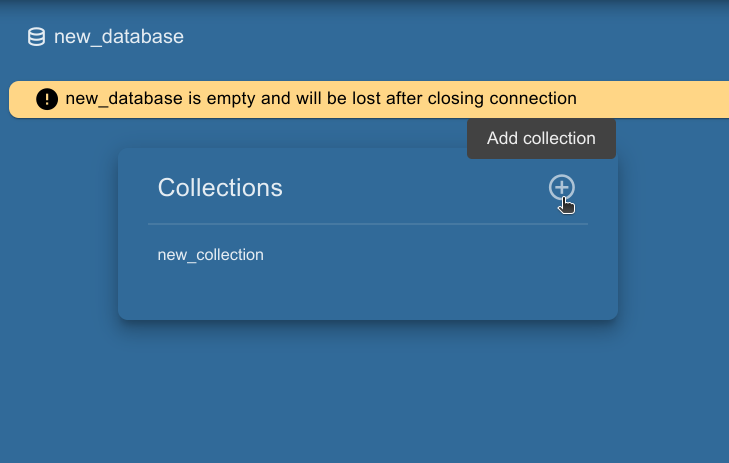 new_database
new_database is empty and will be lost after closing connection
Add collection
Collections
new_collection